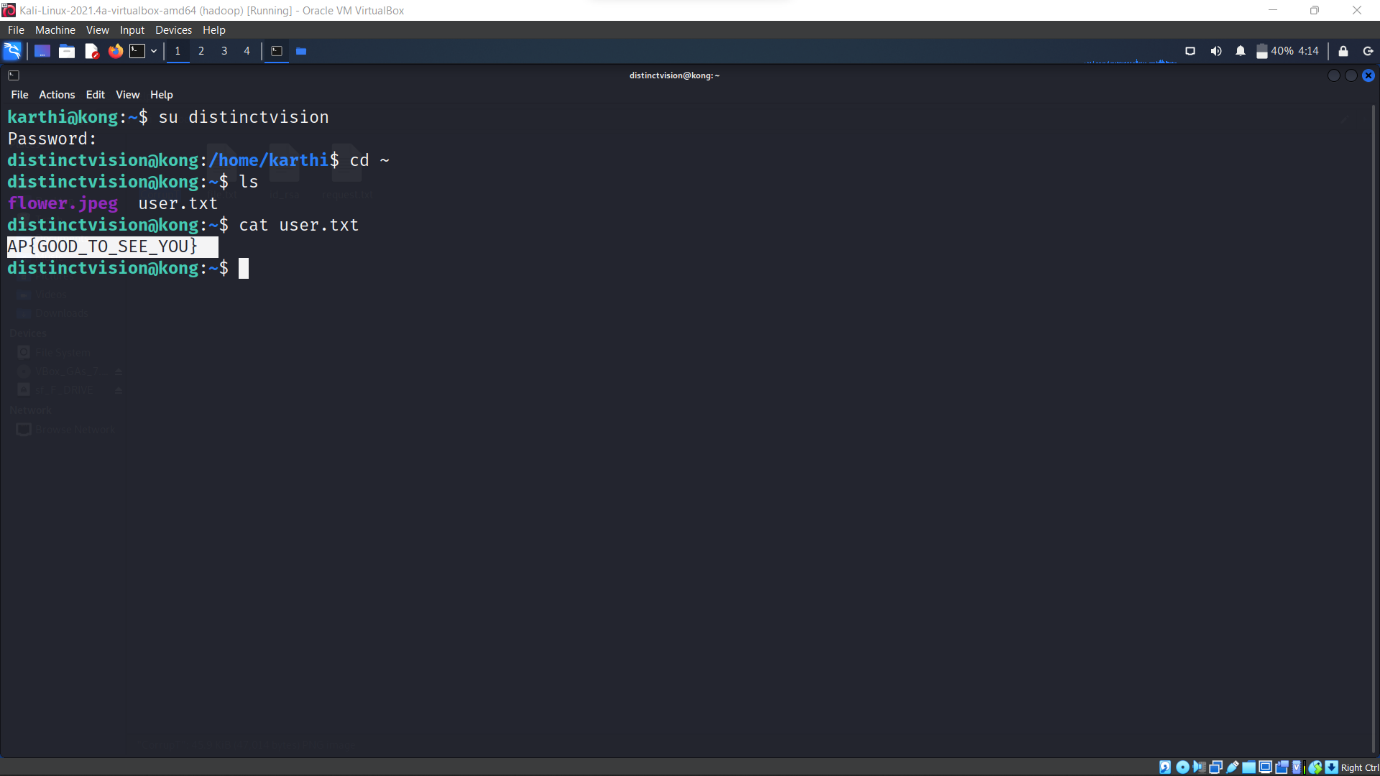 Kali-Linux-2021.4a-virtualbox-amd64 (hadoop) [Running] - Oracle VM VirtualBox
File Machine View Input Devices Help
1 2 3 4 40% 4:14
distinctvision@kong: ~
File Actions Edit View Help
karthi@kong:~$ su distinctvision
Password:
distinctvision@kong:/home/karthi$ cd ~
distinctvision@kong:~$ ls
flower.jpeg user.txt
distinctvision@kong:~$ cat user.txt
AP{GOOD_TO_SEE_YOU}
distinctvision@kong:~$
Devices
Network
Right Ctrl